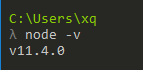 C:\Users\xq
λ node -v
v11.4.0